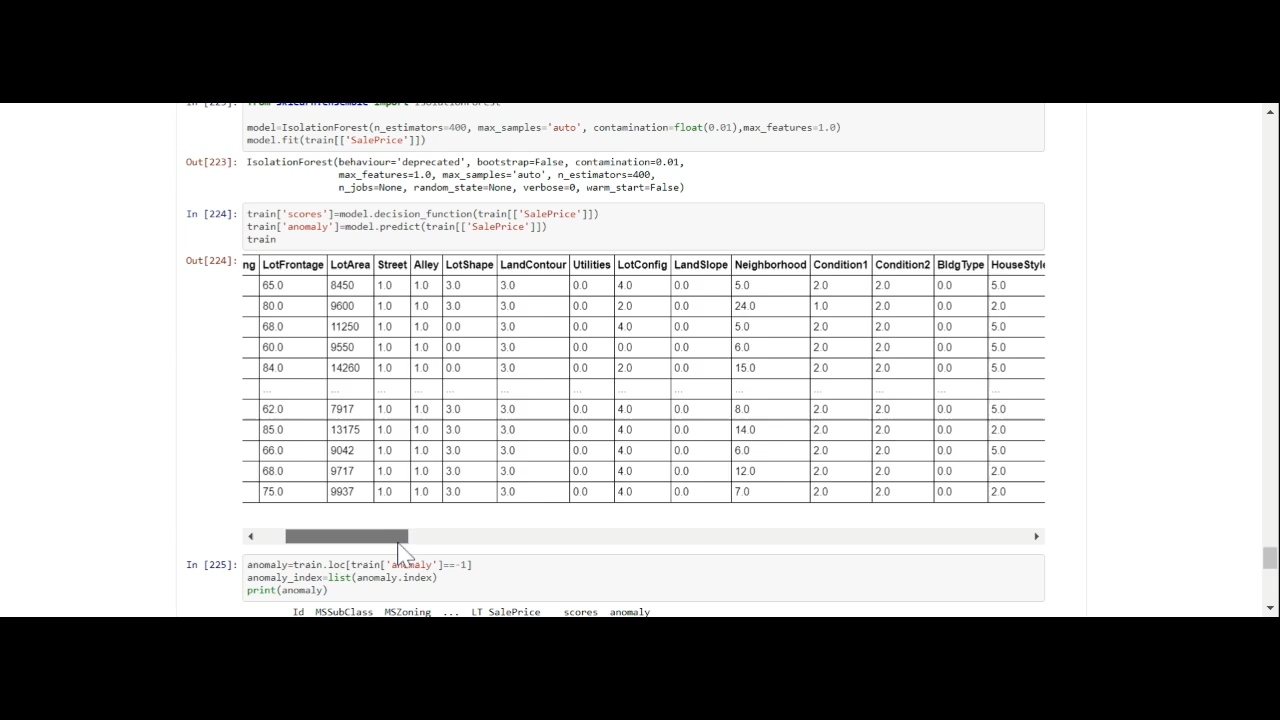 In [223]: from sklearn.ensemble import IsolationForest
model=IsolationForest(n_estimators=400, max_samples='auto', contamination=float(0.01),max_features=1.0)
model.fit(train[['SalePrice']])
Out[223]: IsolationForest(behaviour='deprecated', bootstrap=False, contamination=0.01,
max_features=1.0, max_samples='auto', n_estimators=400,
n_jobs=None, random_state=None, verbose=0, warm_start=False)
In [224]: train['scores']=model.decision_function(train[['SalePrice']])
train['anomaly']=model.predict(train[['SalePrice']])
train
Out[224]: ng LotFrontage LotArea Street Alley LotShape LandContour Utilities LotConfig LandSlope Neighborhood Condition1 Condition2 BldgType HouseStyle
65.0 8450 1.0 1.0 3.0 3.0 0.0 4.0 0.0 5.0 2.0 2.0 0.0 5.0
80.0 9600 1.0 1.0 3.0 3.0 0.0 2.0 0.0 24.0 1.0 2.0 0.0 2.0
68.0 11250 1.0 1.0 0.0 3.0 0.0 4.0 0.0 5.0 2.0 2.0 0.0 5.0
60.0 9550 1.0 1.0 0.0 3.0 0.0 0.0 0.0 6.0 2.0 2.0 0.0 5.0
84.0 14260 1.0 1.0 0.0 3.0 0.0 2.0 0.0 15.0 2.0 2.0 0.0 5.0
... ... ... ... ... ... ... ... ... ... ... ... ... ...
62.0 7917 1.0 1.0 3.0 3.0 0.0 4.0 0.0 8.0 2.0 2.0 0.0 5.0
85.0 13175 1.0 1.0 3.0 3.0 0.0 4.0 0.0 14.0 2.0 2.0 0.0 2.0
66.0 9042 1.0 1.0 3.0 3.0 0.0 4.0 0.0 6.0 2.0 2.0 0.0 5.0
68.0 9717 1.0 1.0 3.0 3.0 0.0 4.0 0.0 12.0 2.0 2.0 0.0 2.0
75.0 9937 1.0 1.0 3.0 3.0 0.0 4.0 0.0 7.0 2.0 2.0 0.0 2.0
In [225]: anomaly=train.loc[train['anomaly']==-1]
anomaly_index=list(anomaly.index)
print(anomaly)
Id MSSubClass MSZoning ... LT SalePrice scores anomaly